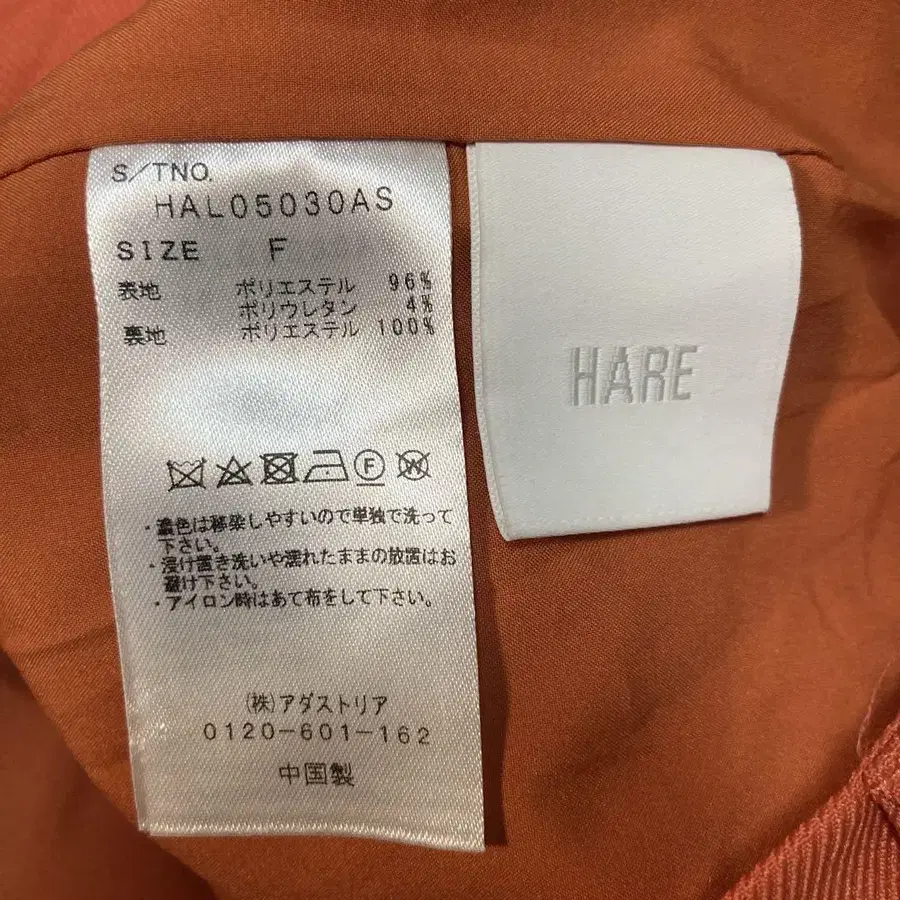 S/TNO.
HAL05030AS
SIZE F
表地 ポリエステル 96%
ポリウレタン 4%
裏地 ポリエステル 100%
F W
・濃色は移染しやすいので単独で洗って
下さい。
・浸け置き洗いや濡れたままの放置はお
避け下さい。
・アイロン時はあて布をして下さい。
(株)アダストリア
0120-601-162
中国製
HARE